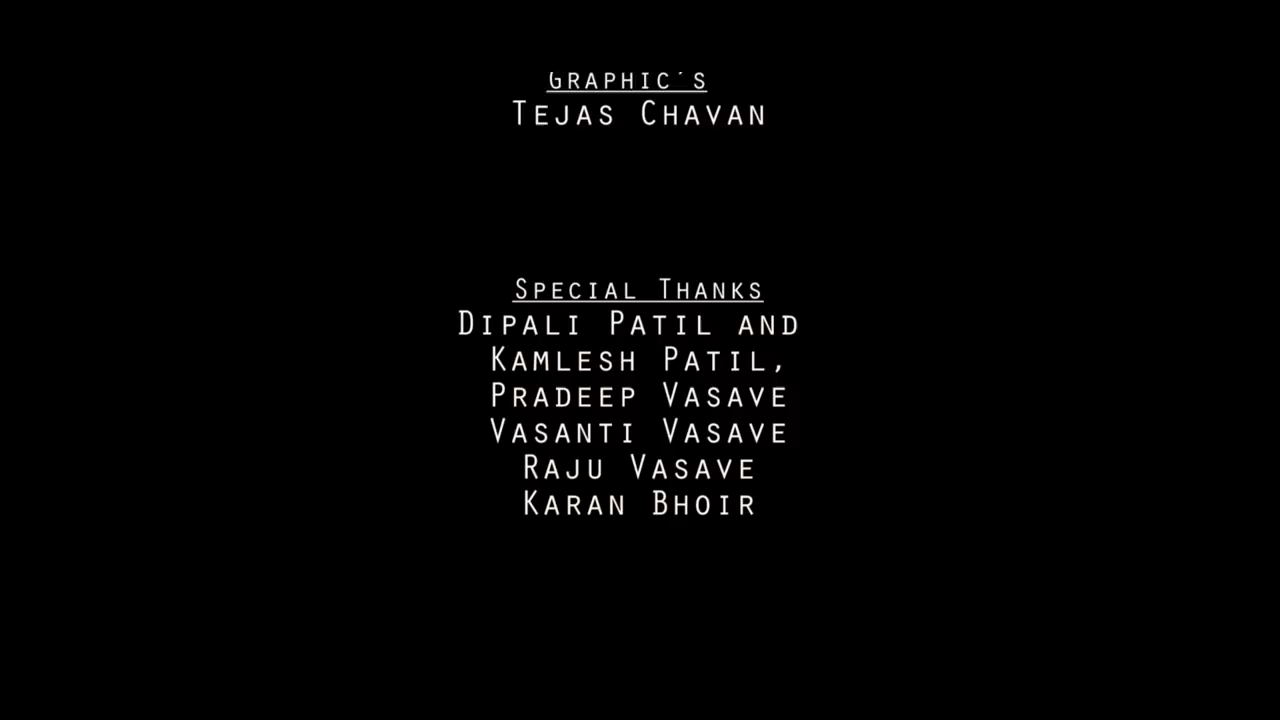 GRAPHIC'S
TEJAS CHAVAN
SPECIAL THANKS
DIPALI PATIL AND
KAMLESH PATIL,
PRADEEP VASAVE
VASANTI VASAVE
RAJU VASAVE
KARAN BHOIR